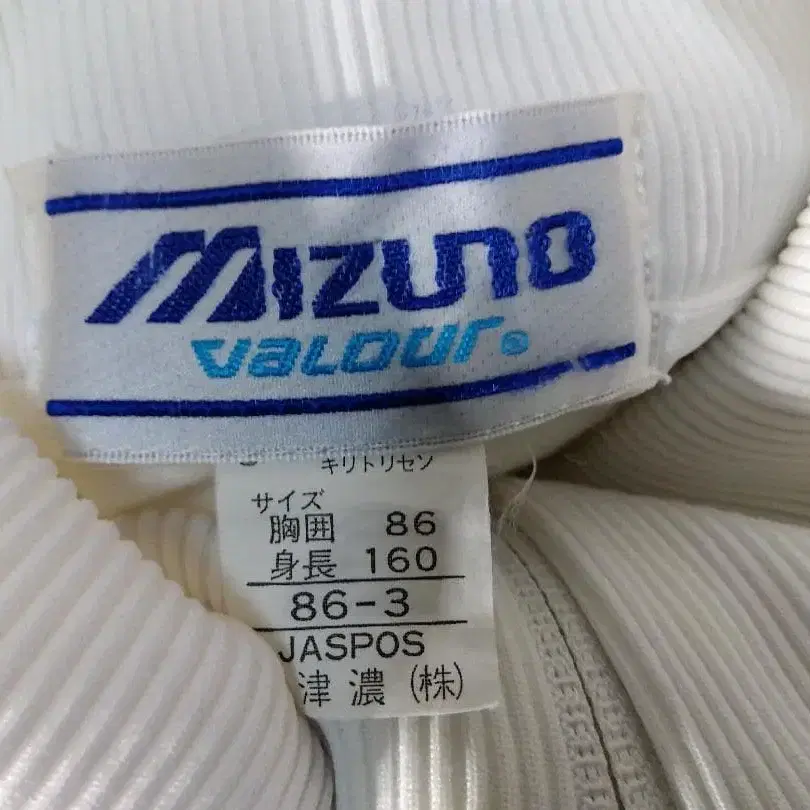 MIZUNO
VALOUR®
キリトリセン
サイズ
胸囲 86
身長 160
86-3
JASPOS
津濃(株)